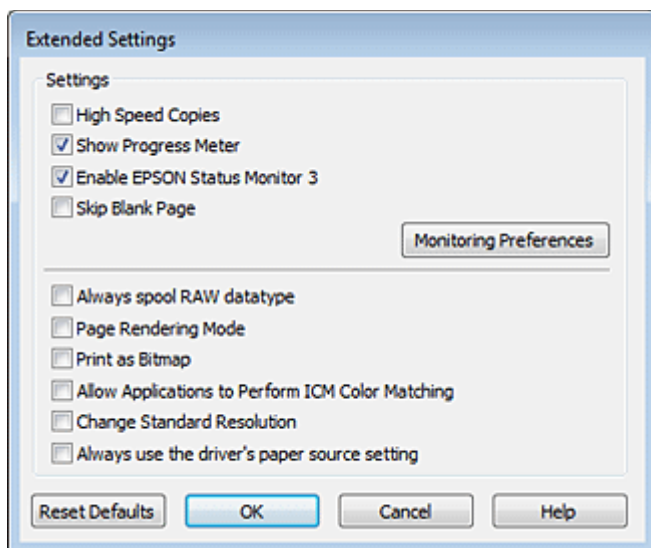 Extended Settings
Settings
High Speed Copies
Show Progress Meter
Enable EPSON Status Monitor 3
Skip Blank Page
Monitoring Preferences
Always spool RAW datatype
Page Rendering Mode
Print as Bitmap
Allow Applications to Perform ICM Color Matching
Change Standard Resolution
Always use the driver's paper source setting
Reset Defaults OK Cancel Help